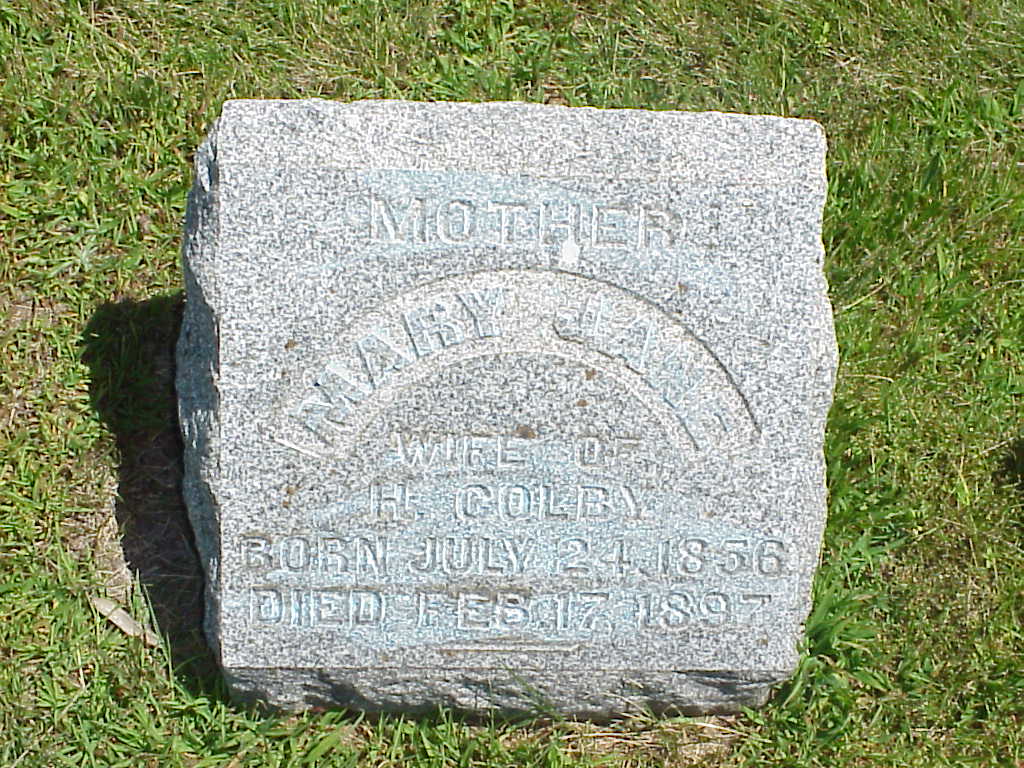 MOTHER
MARY JANE
WIFE OF
H. COLBY
BORN JULY 24, 1856
DIED FEB. 17, 1897